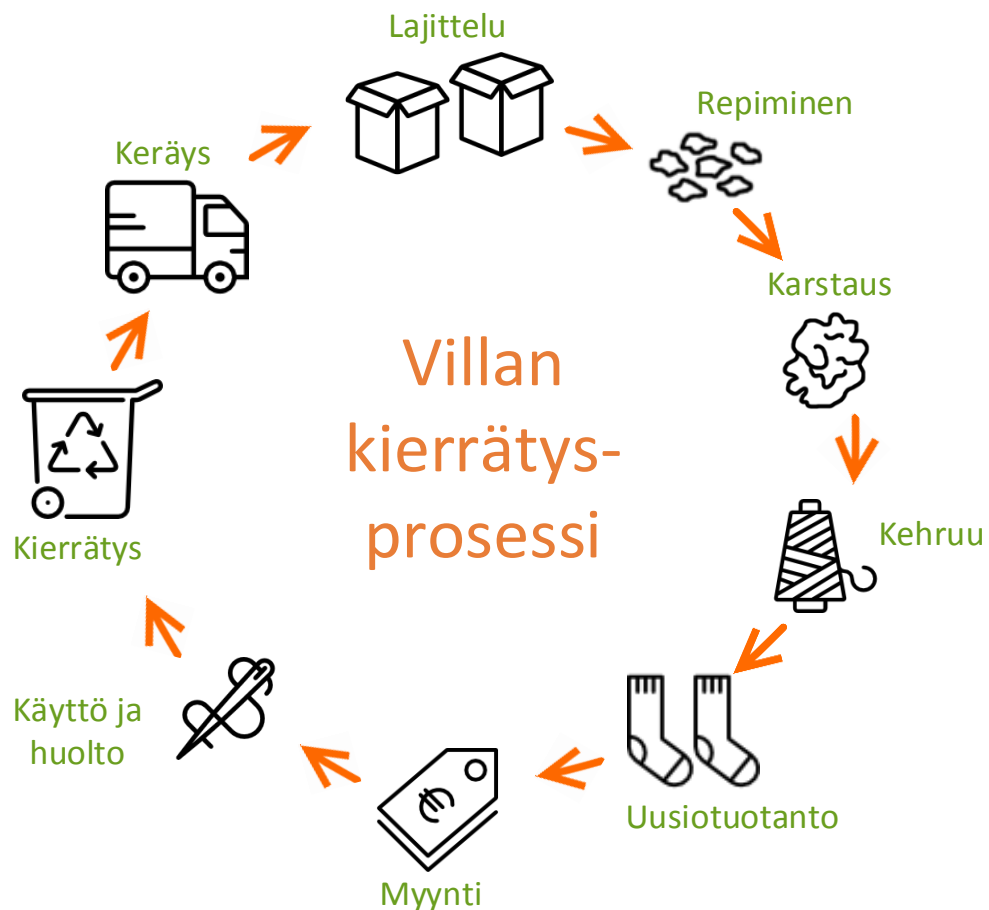 Lajittelu
Repiminen
Keräys
Karstaus
Villan
kierrätys-
prosessi
Kehruu
Kierrätys
Käyttö ja
huolto
€
Uusiotuotanto
Myynti